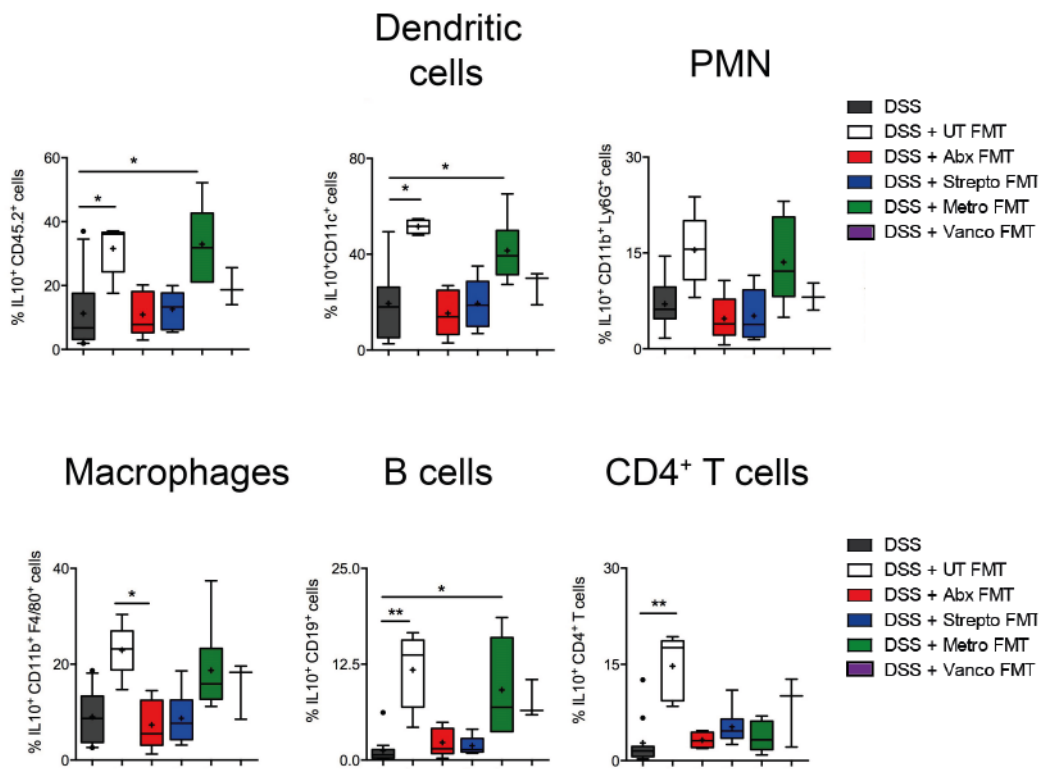 Dendritic
cells
PMN
DSS
DSS + UT FMT
DSS + Abx FMT
DSS + Strepto FMT
DSS + Metro FMT
DSS + Vanco FMT
% IL10⁺ CD45.2⁺ cells
60
40
20
0
*
*
% IL10⁺CD11c⁺ cells
80
40
0
*
*
% IL10⁺ CD11b⁺ Ly6G⁺ cells
30
15
0
Macrophages
B cells
CD4⁺ T cells
% IL10⁺ CD11b⁺ F4/80⁺ cells
40
20
0
*
% IL10⁺ CD19⁺ cells
25.0
12.5
0.0
**
*
% IL10⁺ CD4⁺ T cells
30
15
0
**
DSS
DSS + UT FMT
DSS + Abx FMT
DSS + Strepto FMT
DSS + Metro FMT
DSS + Vanco FMT